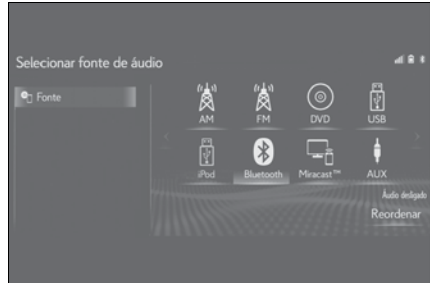 Selecionar fonte de áudio
Fonte
AM
FM
DVD
USB
iPod
Bluetooth
Miracast™
AUX
Áudio desligado
Reordenar